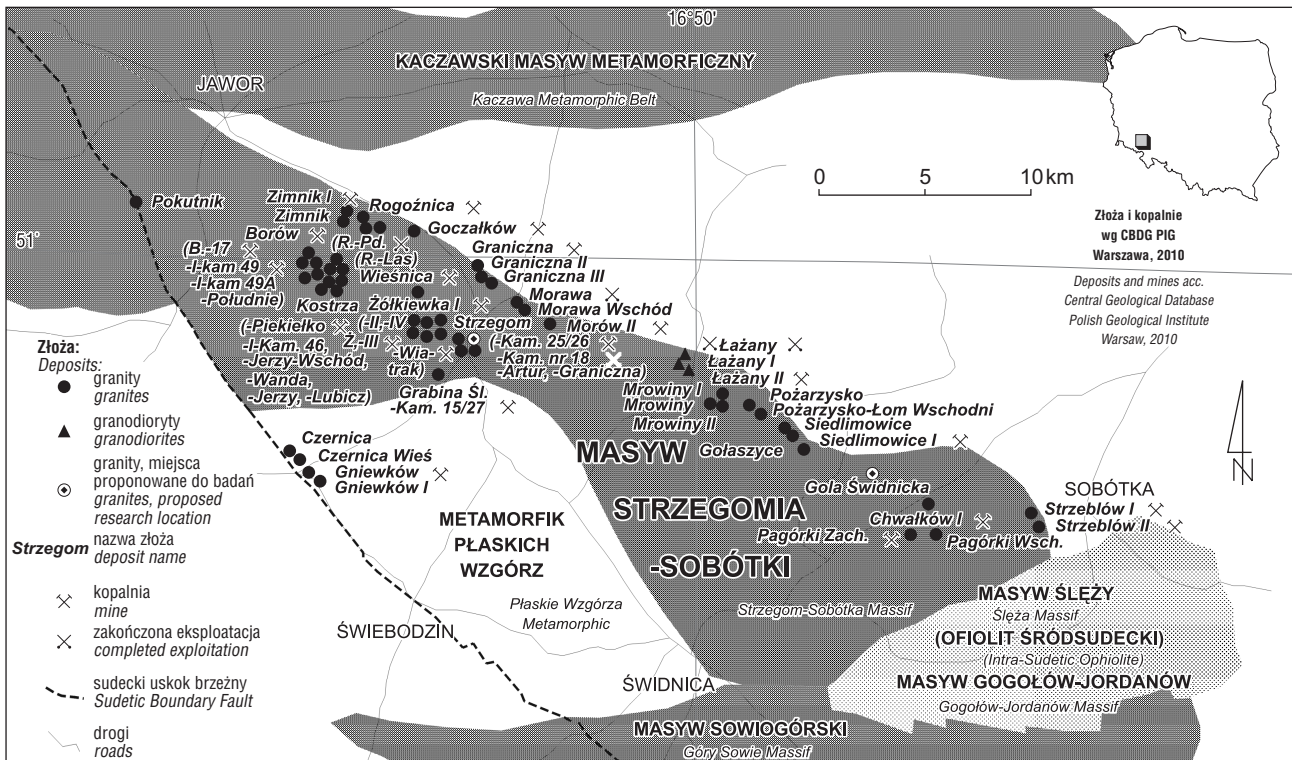 16°50'
KACZAWSKI MASYW METAMORFICZNY
Kaczawa Metamorphic Belt
JAWOR
0 5 10 km
Złoża i kopalnie
wg CBDG PIG
Warszawa, 2010
Deposits and mines acc.
Central Geological Database
Polish Geological Institute
Warsaw, 2010
51'
Pokutnik
Zimnik I
Zimnik
Rogoźnica
Borów
(R.-Pd.
(R.-Las)
Goczałków
(B.-17
-I-kam 49
-I-kam 49A
-Południe)
Wieśnica
Graniczna
Graniczna II
Graniczna III
Kostrza
(-Piekiełko
-I-Kam. 46,
-Jerzy-Wschód,
-Wanda,
-Jerzy, -Lubicz)
Żółkiewka I
(-II,-IV,
Z,-III
-Wia-
trak)
Morawa
Morawa Wschód
Morów II
Strzegom
(-Kam. 25/26
-Kam. nr 18
-Artur, -Graniczna)
Grabina Śl.
-Kam. 15/27
Łażany
Łażany I
Łażany II
Mrowiny I
Mrowiny
Mrowiny II
Pożarzysko
Pożarzysko-Łom Wschodni
Siedlimowice
Siedlimowice I
Gołaszyce
Gola Świdnicka
Chwałków I
Pagórki Zach.
Pagórki Wsch.
SOBÓTKA
Strzeblów I
Strzeblów II
Czernica
Czernica Wieś
Gniewków
Gniewków I
MASYW
STRZEGOMIA
-SOBÓTKI
Strzegom-Sobótka Massif
METAMORFIK
PŁASKICH
WZGÓRZ
Płaskie Wzgórza
Metamorphic
ŚWIEBODZIN
ŚWIDNICA
MASYW ŚLĘŻY
Ślęża Massif
(OFIOLIT ŚRÓDSUDECKI)
(Intra-Sudetic Ophiolite)
MASYW GOGOŁÓW-JORDANÓW
Gogołów-Jordanów Massif
MASYW SOWIOGÓRSKI
Góry Sowie Massif
N
Złoża:
Deposits:
granity
granites
granodioryty
granodiorites
granity, miejsca
proponowane do badań
granites, proposed
research location
Strzegom nazwa złoża
deposit name
kopalnia
mine
zakończona eksploatacja
completed exploitation
sudecki uskok brzeżny
Sudetic Boundary Fault
drogi
roads